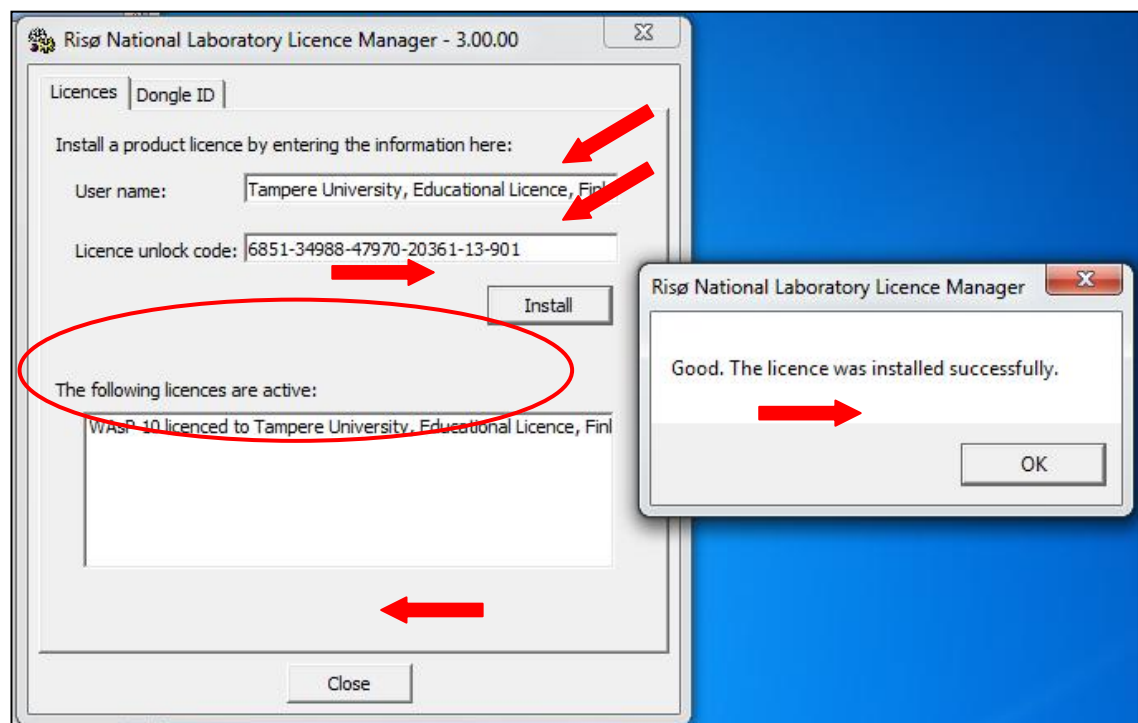 Risø National Laboratory Licence Manager - 3.00.00
Licences
Dongle ID
Install a product licence by entering the information here:
User name:
Tampere University, Educational Licence,
Licence unlock code:
6851-34988-47970-20361-13-901
Install
The following licences are active:
WAsP 10 licenced to Tampere University, Educational Licence, Finl
Close
Risø National Laboratory Licence Manager
Good. The licence was installed successfully.
OK